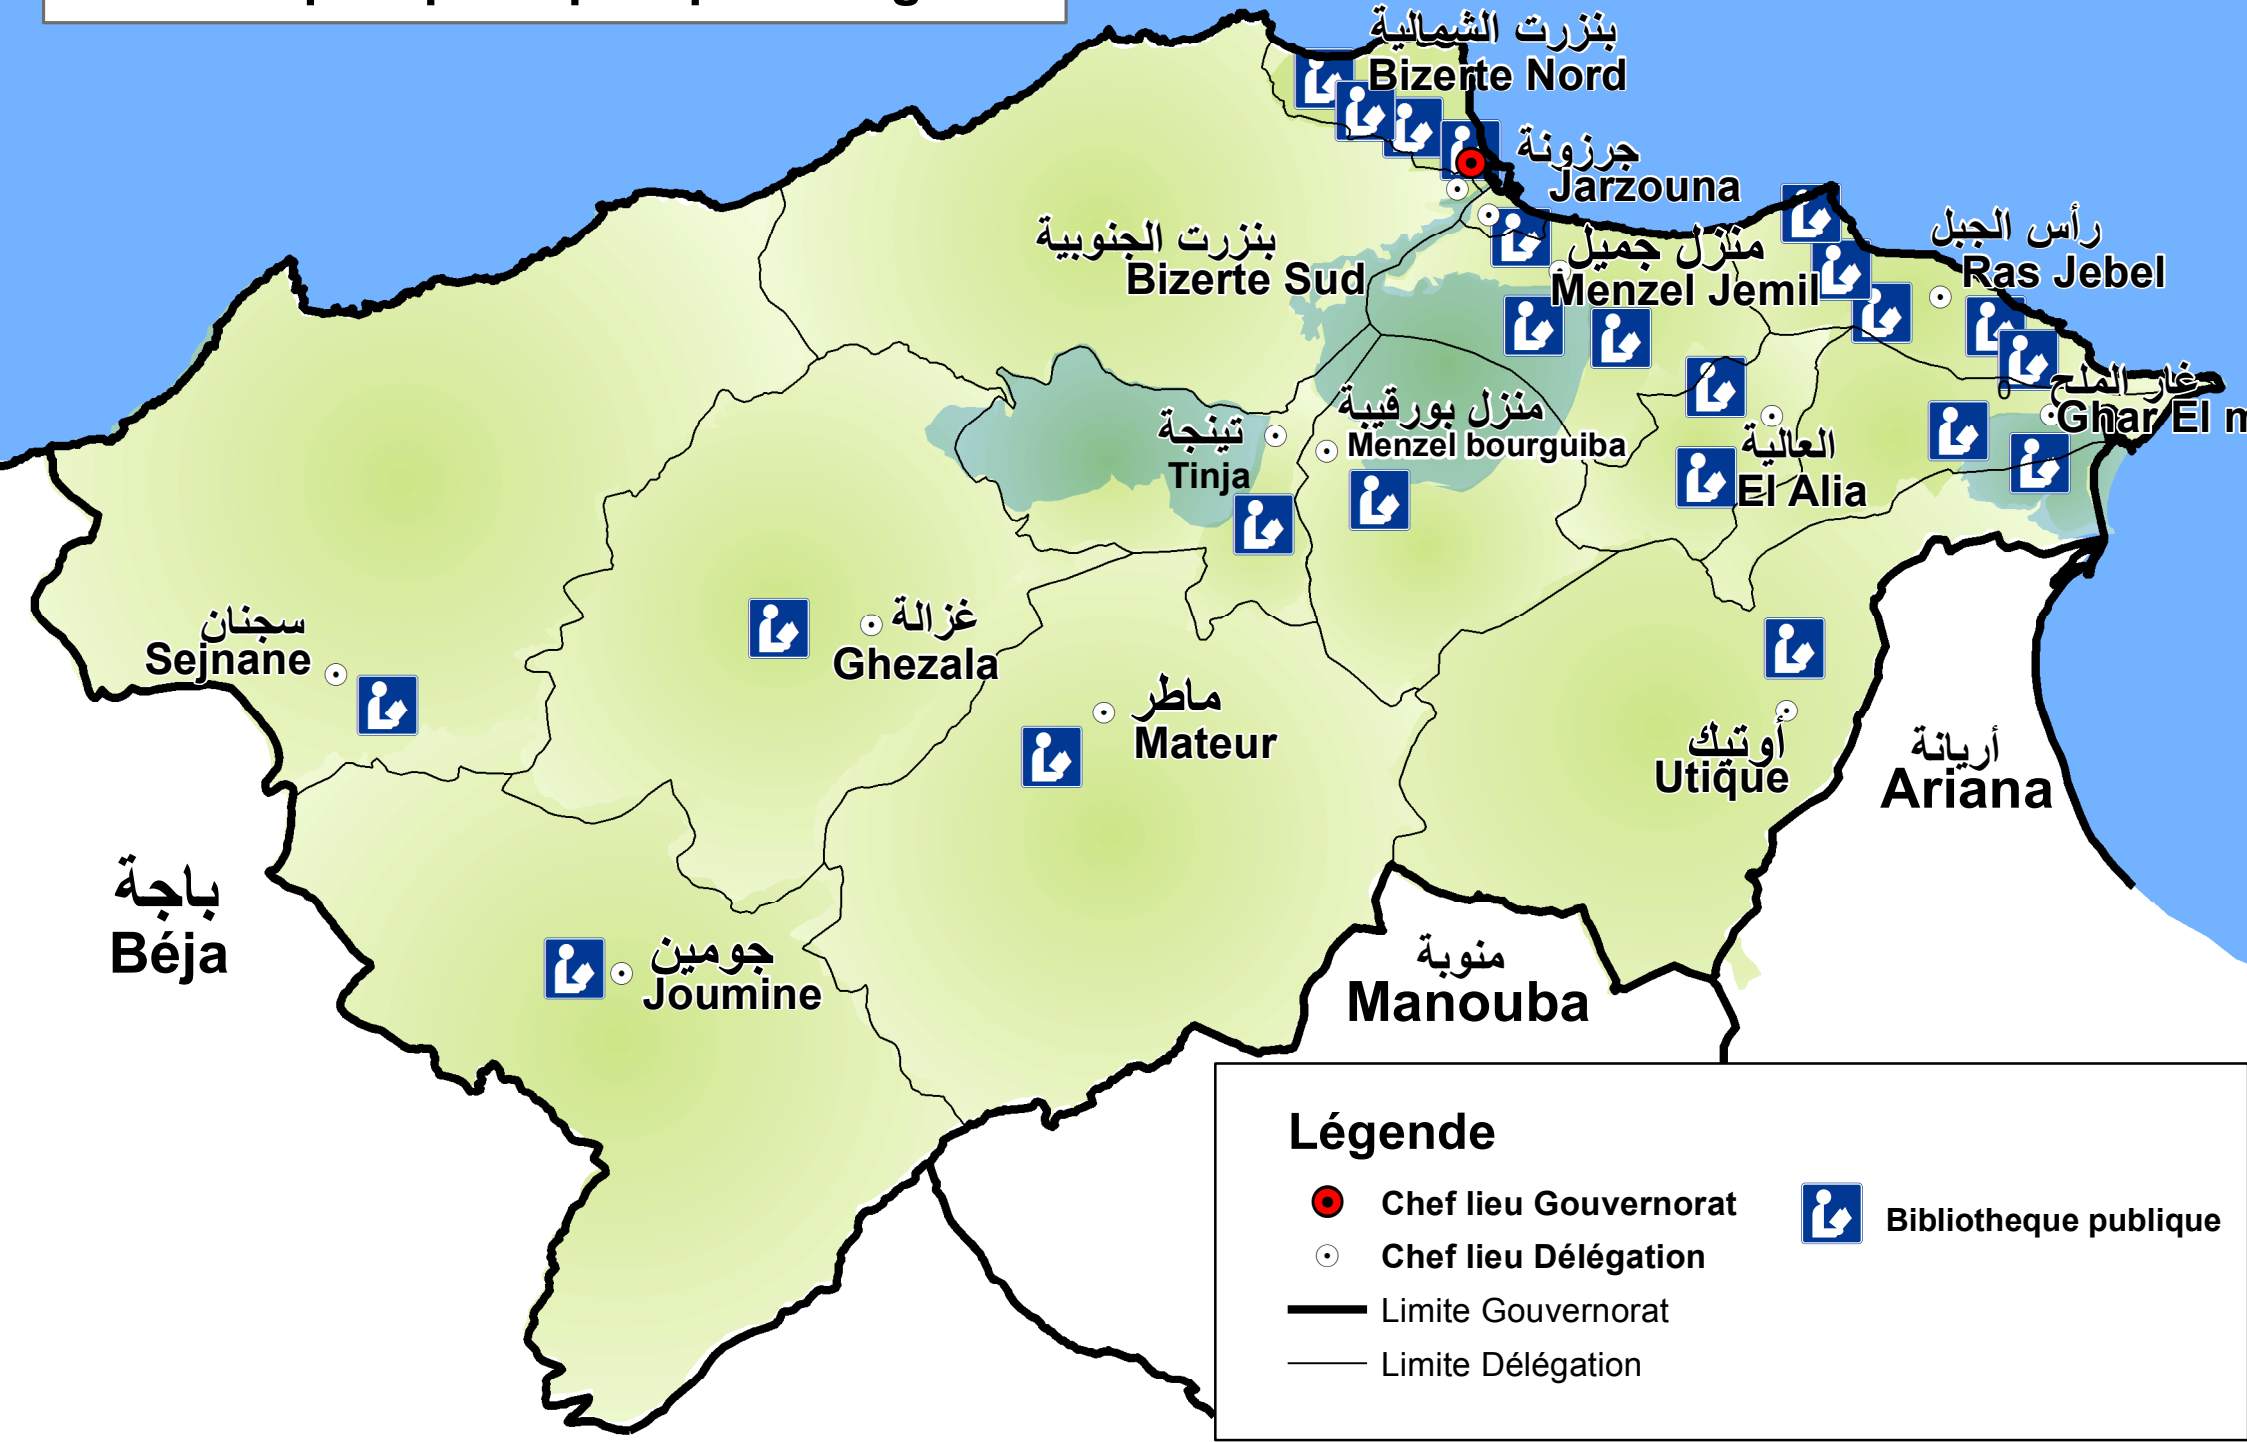 بنزرت الشمالية
Bizerte Nord
جرزونة
Jarzouna
رأس الجبل
Ras Jebel
بنزرت الجنوبية
Bizerte Sud
منزل جميل
Menzel Jemil
غار الملح
Ghar El m
منزل بورقيبة
Menzel bourguiba
تينجة
Tinja
العالية
El Alia
سجنان
Sejnane
غزالة
Ghezala
ماطر
Mateur
أوتيك
Utique
أريانة
Ariana
باجة
Béja
جومين
Joumine
منوبة
Manouba
Légende
Chef lieu Gouvernorat
Chef lieu Délégation
Limite Gouvernorat
Limite Délégation
Bibliotheque publique